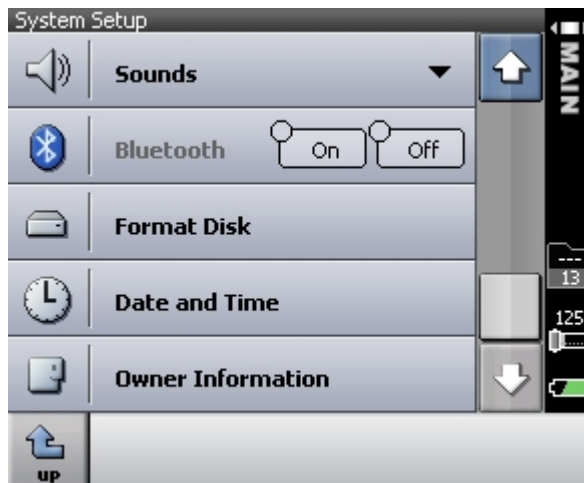 System Setup
Sounds
Bluetooth On Off
Format Disk
Date and Time
Owner Information
up
MAIN
---
13
125